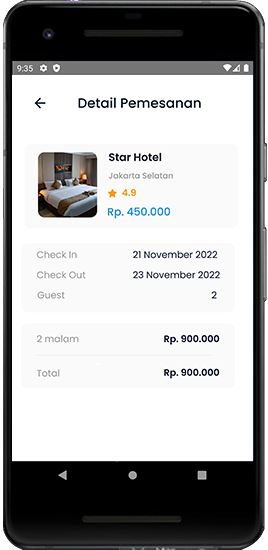 9:35
Detail Pemesanan
Star Hotel
Jakarta Selatan
4.9
Rp. 450.000
Check In 21 November 2022
Check Out 23 November 2022
Guest 2
2 malam Rp. 900.000
Total Rp. 900.000